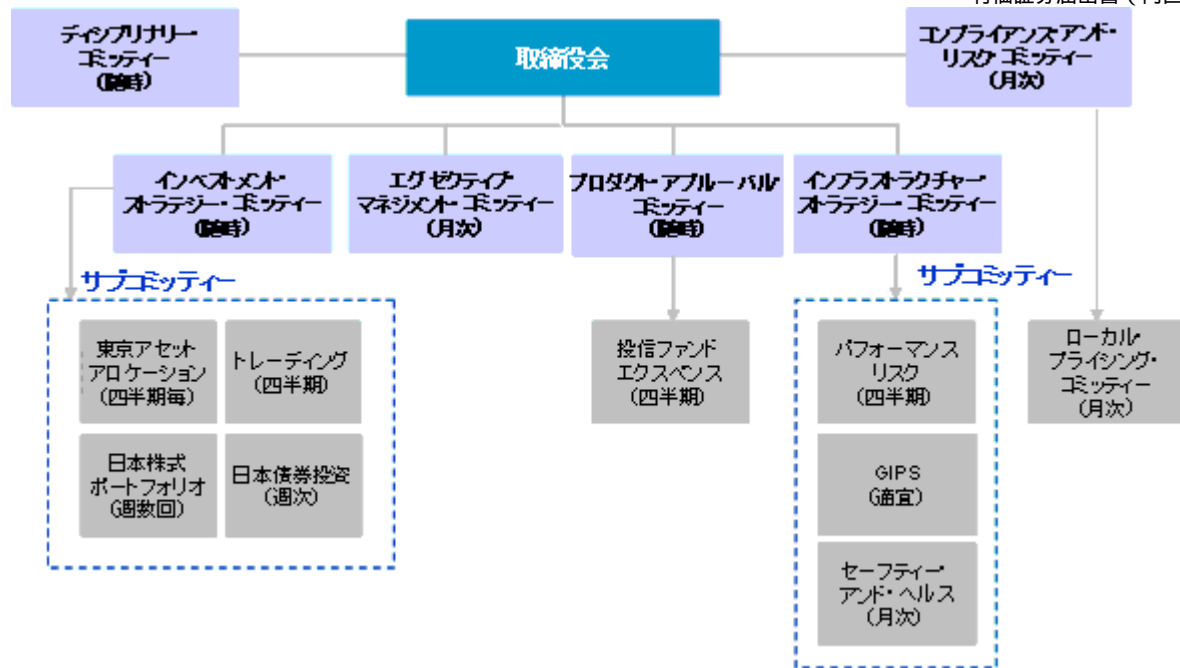 ディシプリナリー・
コミッティー
(随時)
取締役会
コンプライアンス・アンド・
リスク コミッティー
(月次)
インベストメント・
ストラテジー・コミッティー
(随時)
エグゼクティブ・
マネジメント・コミッティー
(月次)
プロダクト・アプルーバル・
コミッティー
(随時)
インフラストラクチャー・
ストラテジー・コミッティー
(随時)
サブコミッティー
サブコミッティー
東京アセット
アロケーション
(四半期毎)
トレーディング
(四半期)
日本株式
ポートフォリオ
(週数回)
日本債券投資
(週次)
投信ファンド
エクスペンス
(四半期)
パフォーマンス
リスク
(四半期)
GIPS
(適宜)
セーフティー・
アンド・ヘルス
(月次)
ローカル・
プライシング・
コミッティー
(月次)